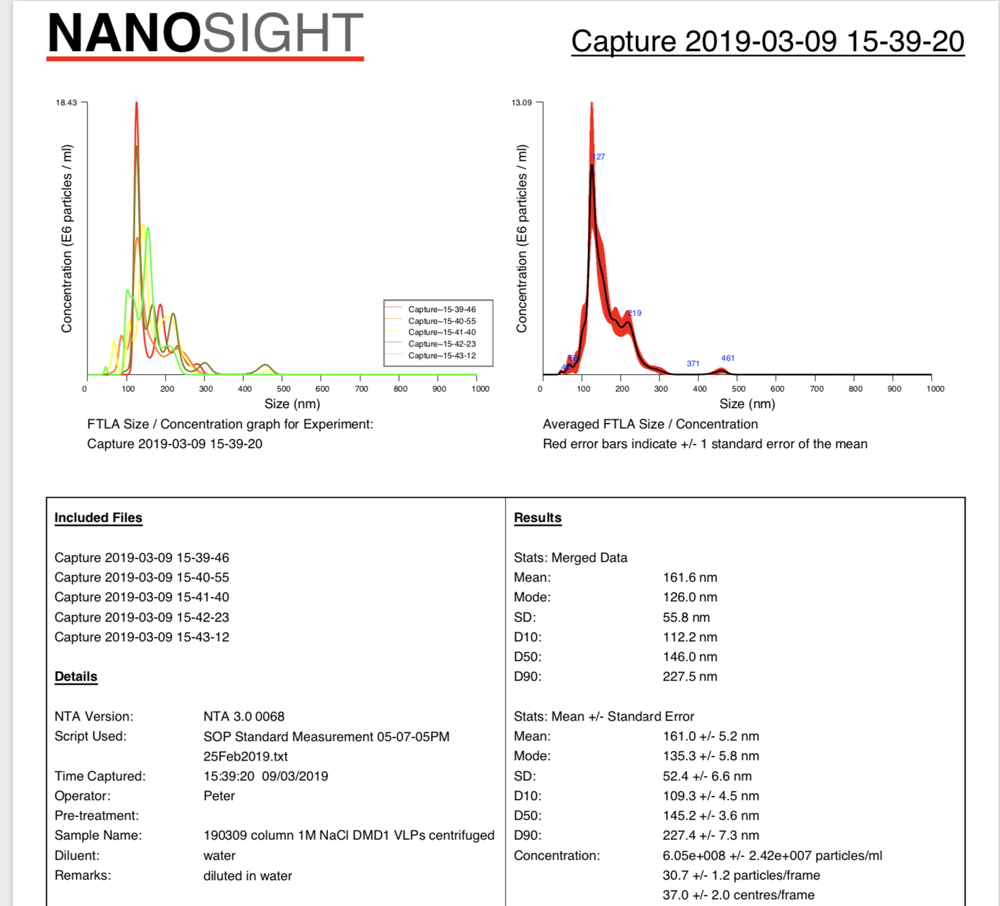 NANOSIGHT
Capture 2019-03-09 15-39-20
18.43
Concentration (E6 particles / ml)
0 100 200 300 400 500 600 700 800 900 1000
Size (nm)
Capture~15-39-46
Capture~15-40-55
Capture~15-41-40
Capture~15-42-23
Capture~15-43-12
FTLA Size / Concentration graph for Experiment:
Capture 2019-03-09 15-39-20
13.09
Concentration (E6 particles / ml)
127
219
371
461
0 100 200 300 400 500 600 700 800 900 1000
Size (nm)
Averaged FTLA Size / Concentration
Red error bars indicate +/- 1 standard error of the mean
Included Files
Capture 2019-03-09 15-39-46
Capture 2019-03-09 15-40-55
Capture 2019-03-09 15-41-40
Capture 2019-03-09 15-42-23
Capture 2019-03-09 15-43-12
Details
NTA Version: NTA 3.0 0068
Script Used: SOP Standard Measurement 05-07-05PM
25Feb2019.txt
Time Captured: 15:39:20 09/03/2019
Operator: Peter
Pre-treatment:
Sample Name: 190309 column 1M NaCl DMD1 VLPs centrifuged
Diluent: water
Remarks: diluted in water
Results
Stats: Merged Data
Mean: 161.6 nm
Mode: 126.0 nm
SD: 55.8 nm
D10: 112.2 nm
D50: 146.0 nm
D90: 227.5 nm
Stats: Mean +/- Standard Error
Mean: 161.0 +/- 5.2 nm
Mode: 135.3 +/- 5.8 nm
SD: 52.4 +/- 6.6 nm
D10: 109.3 +/- 4.5 nm
D50: 145.2 +/- 3.6 nm
D90: 227.4 +/- 7.3 nm
Concentration: 6.05e+008 +/- 2.42e+007 particles/ml
30.7 +/- 1.2 particles/frame
37.0 +/- 2.0 centres/frame